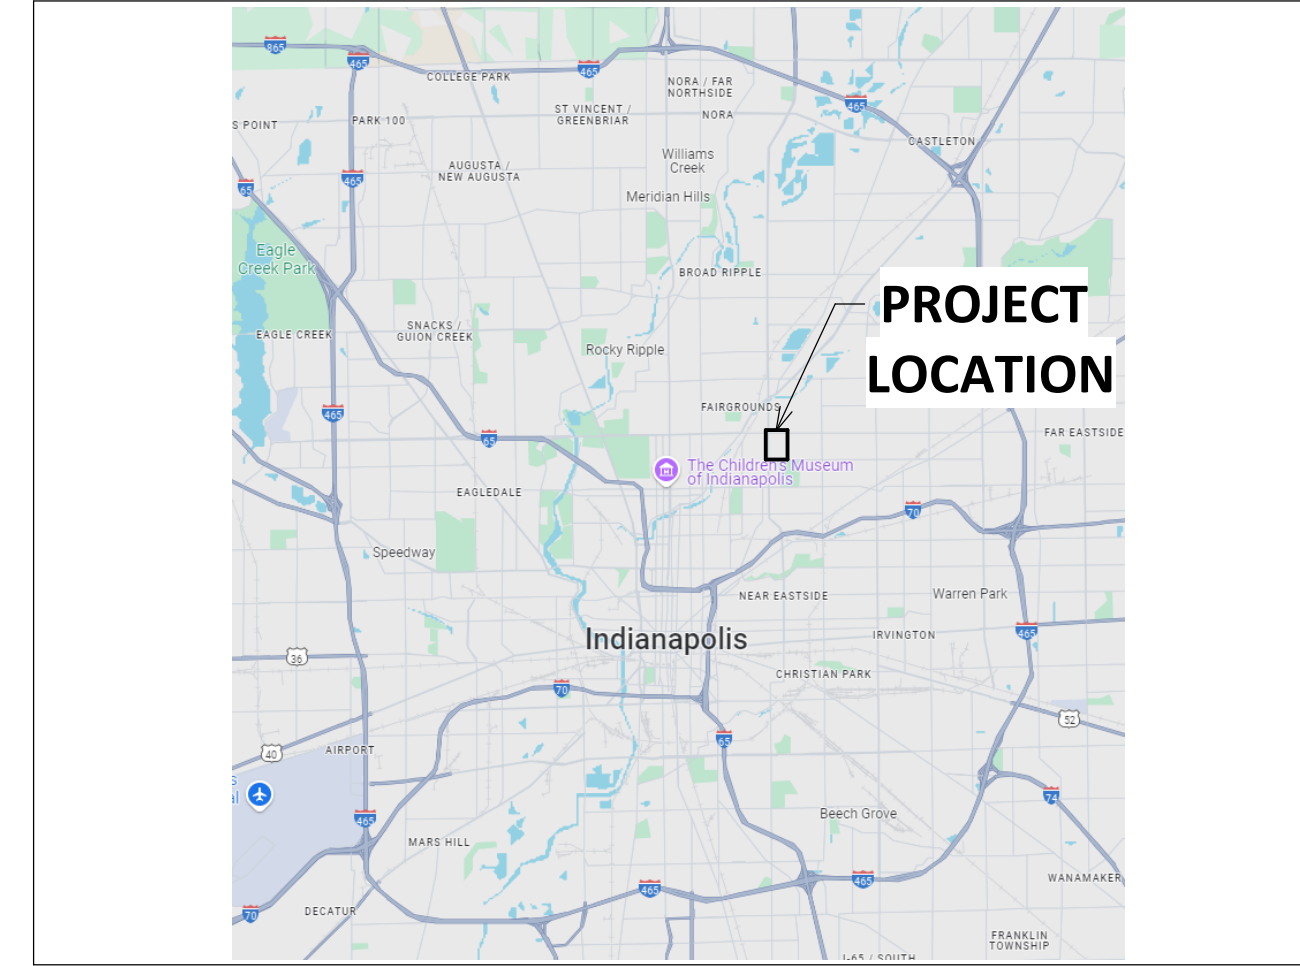 865
465
465
COLLEGE PARK
NORA / FAR
NORTHSIDE
465
ST VINCENT /
GREENBRIAR
NORA
S POINT
PARK 100
CASTLETON
Williams
Creek
AUGUSTA /
NEW AUGUSTA
465
65
Meridian Hills
Eagle
Creek Park
BROAD RIPPLE
PROJECT
LOCATION
EAGLE CREEK
SNACKS /
GUION CREEK
Rocky Ripple
FAIRGROUNDS
465
65
FAR EASTSIDE
The Children's Museum
of Indianapolis
EAGLEDALE
70
Speedway
NEAR EASTSIDE
Warren Park
465
IRVINGTON
Indianapolis
36
CHRISTIAN PARK
70
52
65
40
AIRPORT
s
al
74
465
Beech Grove
MARS HILL
465
465
WANAMAKER
70
DECATUR
FRANKLIN
TOWNSHIP
I-65 / SOUTH